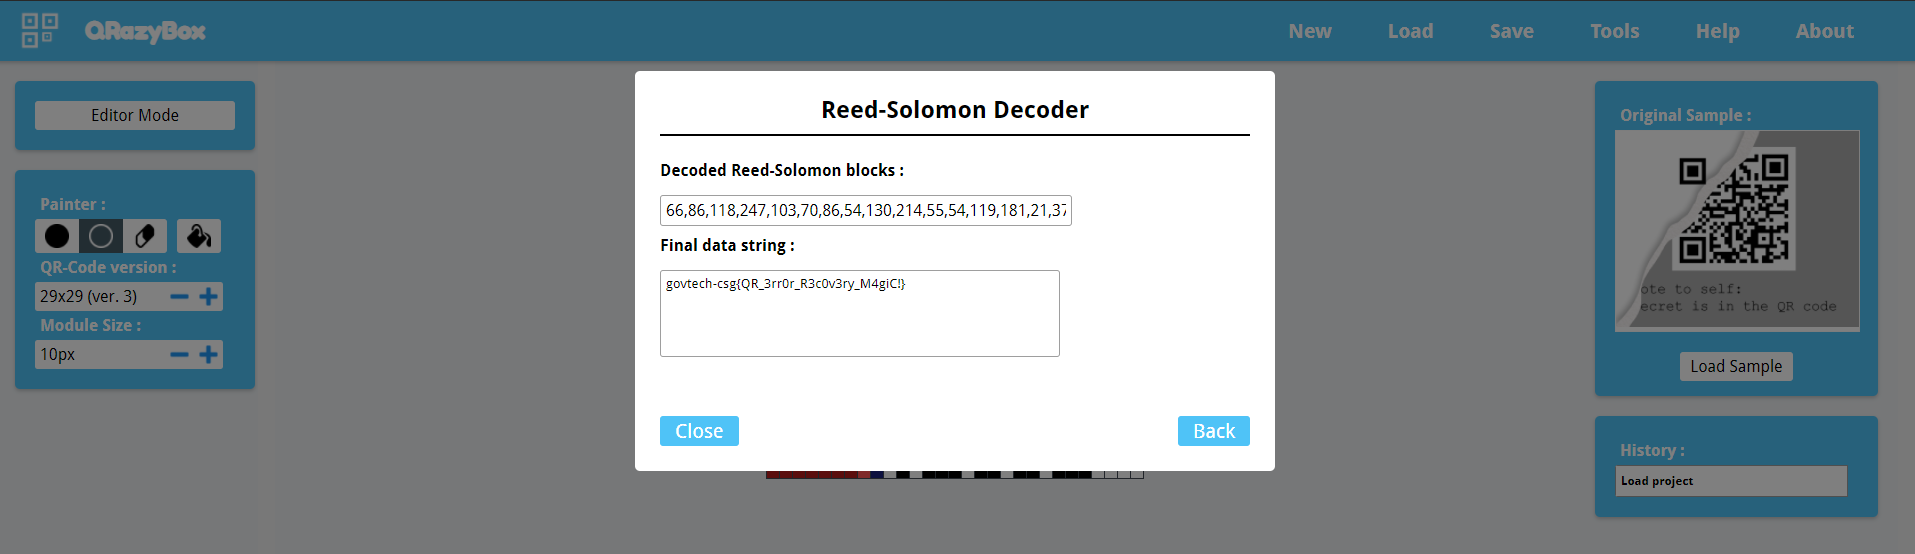 QRazyBox
New Load Save Tools Help About
Editor Mode
Painter :
QR-Code version :
29x29 (ver. 3)
Module Size :
10px
Reed-Solomon Decoder
Decoded Reed-Solomon blocks :
66,86,118,247,103,70,86,54,130,214,55,54,119,181,21,37
Final data string :
govtech-csg{QR_3rr0r_R3c0v3ry_M4giC!}
Close
Back
Original Sample :
ote to self:
ecret is in the QR code
Load Sample
History :
Load project